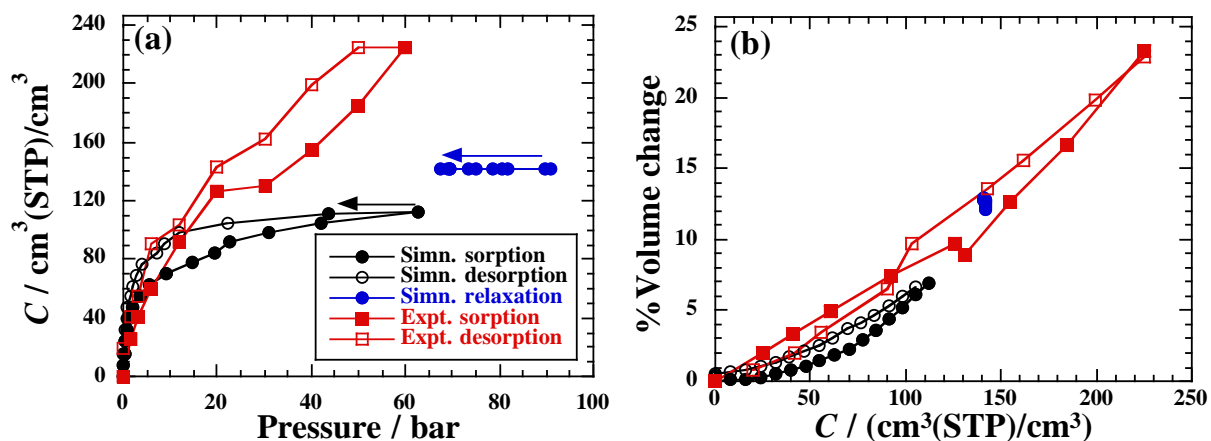 (a)
C / cm³(STP)/cm³
240
200
160
120
80
40
0
0 20 40 60 80 100
Pressure / bar
Simn. sorption
Simn. desorption
Simn. relaxation
Expt. sorption
Expt. desorption
(b)
%Volume change
25
20
15
10
5
0
0 50 100 150 200 250
C / (cm³(STP)/cm³)